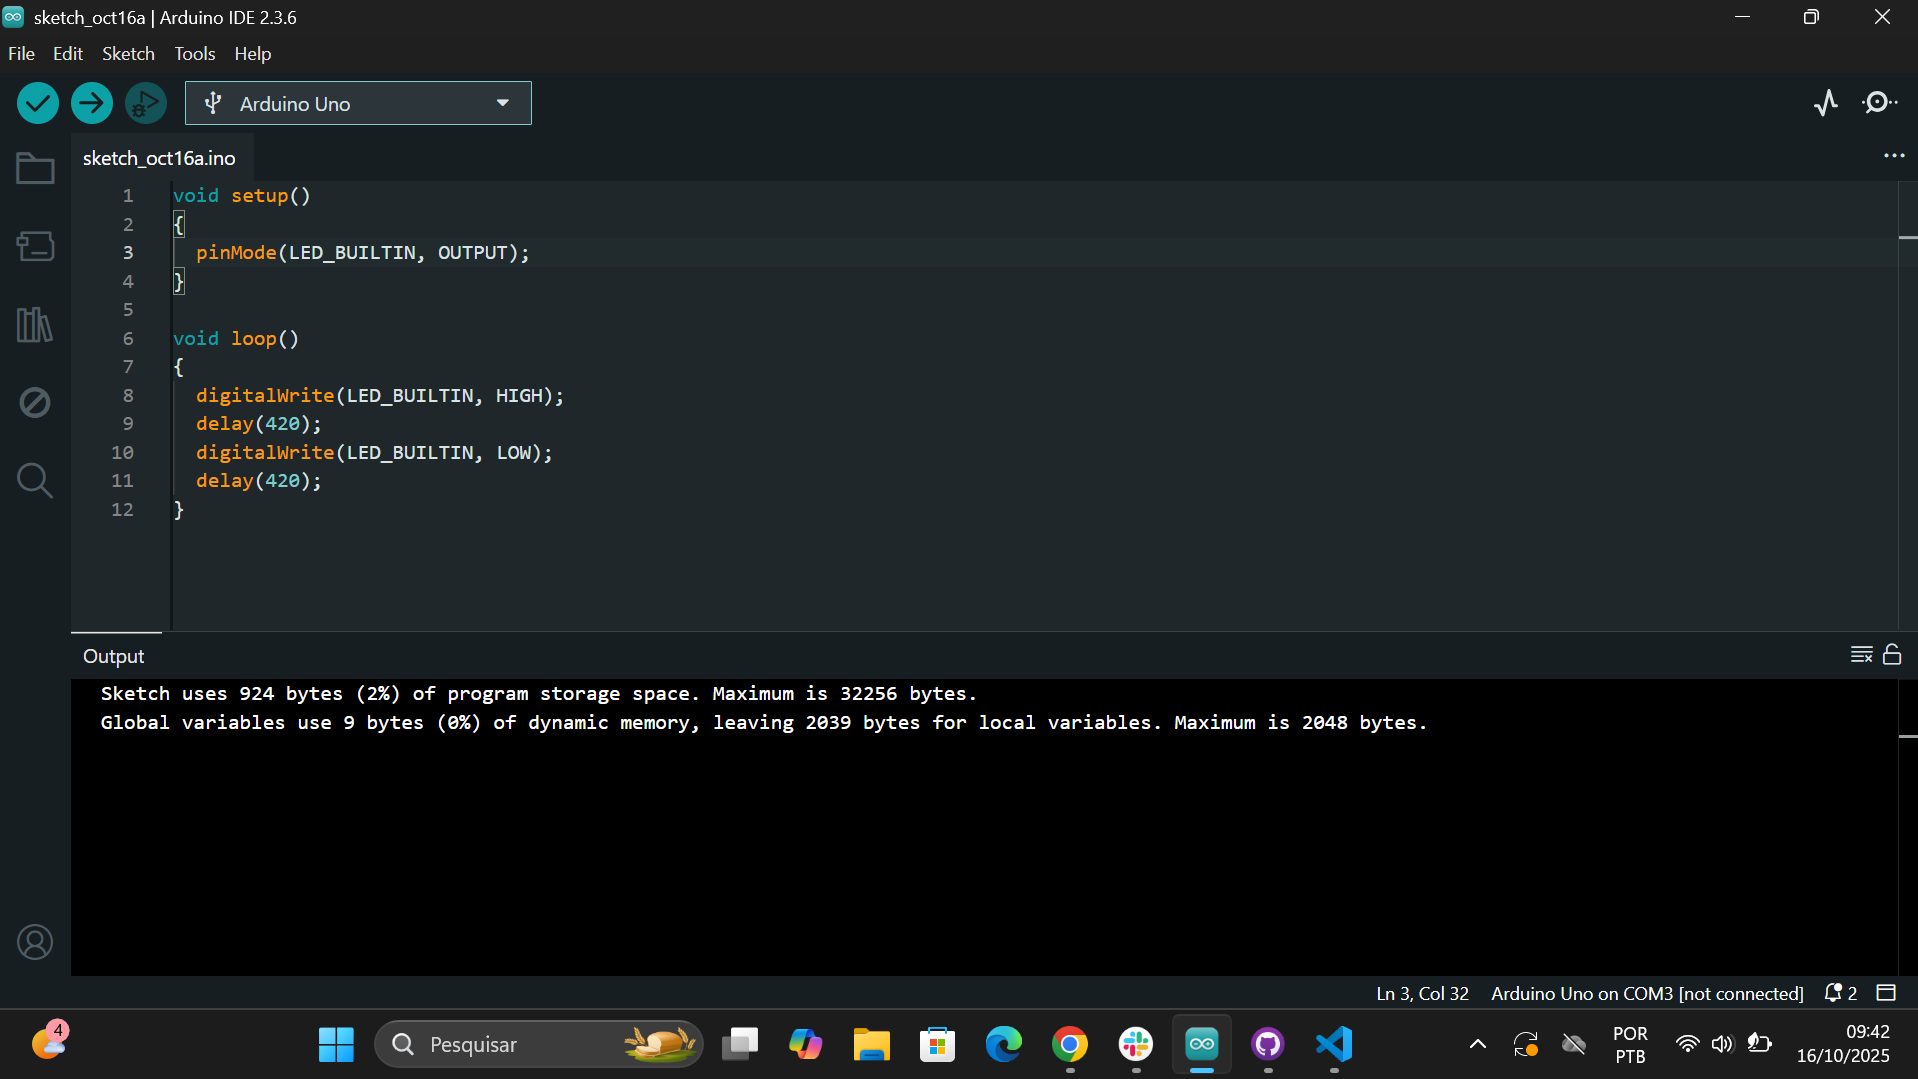 sketch_oct16a | Arduino IDE 2.3.6
File Edit Sketch Tools Help
Arduino Uno
sketch_oct16a.ino
1 void setup()
2 {
3 pinMode(LED_BUILTIN, OUTPUT);
4 }
5
6 void loop()
7 {
8 digitalWrite(LED_BUILTIN, HIGH);
9 delay(420);
10 digitalWrite(LED_BUILTIN, LOW);
11 delay(420);
12 }
Output
Sketch uses 924 bytes (2%) of program storage space. Maximum is 32256 bytes.
Global variables use 9 bytes (0%) of dynamic memory, leaving 2039 bytes for local variables. Maximum is 2048 bytes.
Ln 3, Col 32 Arduino Uno on COM3 [not connected] 2
4
Pesquisar
POR
PTB
09:42
16/10/2025